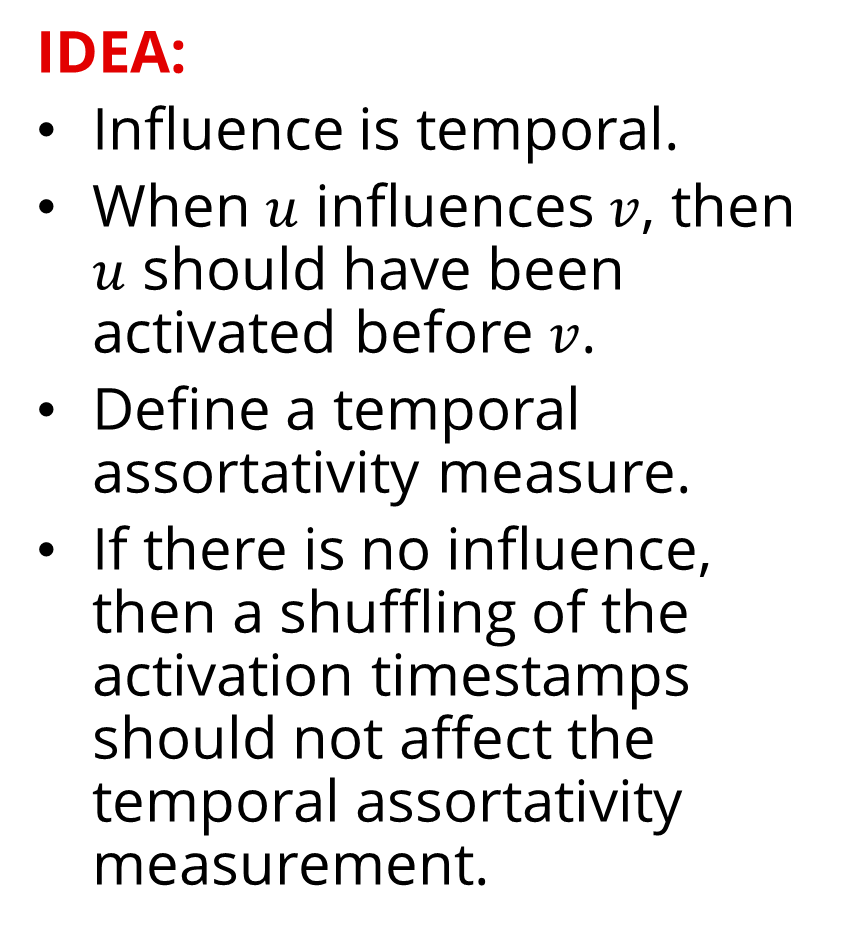 IDEA:
• Influence is temporal.
• When 𝑢 influences 𝑣, then
𝑢 should have been
activated before 𝑣.
• Define a temporal
assortativity measure.
• If there is no influence,
then a shuffling of the
activation timestamps
should not affect the
temporal assortativity
measurement.